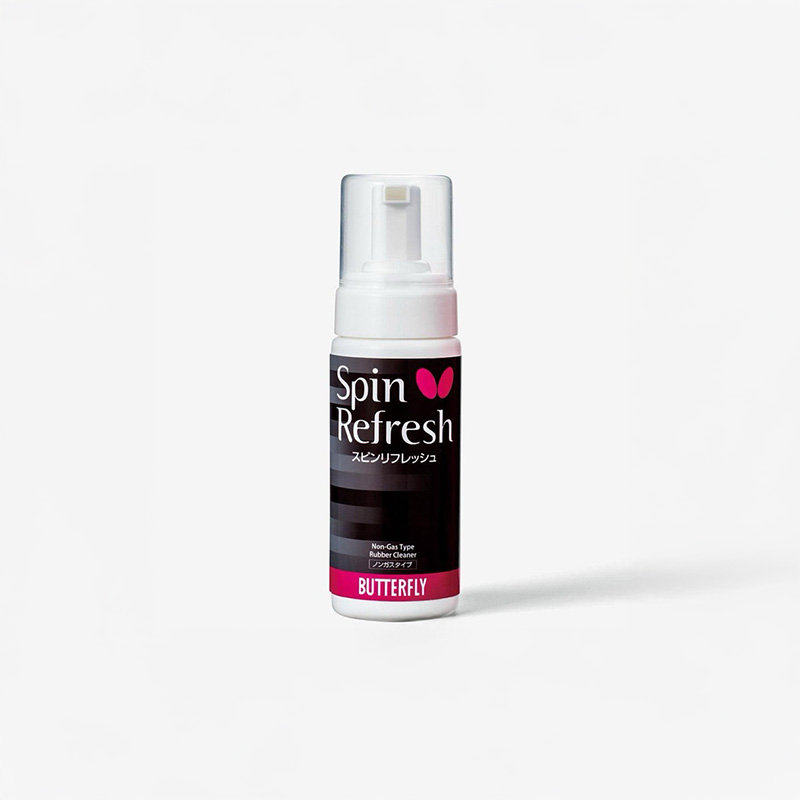 Spin
Refresh
スピンリフレッシュ
Non-Gas Type
Rubber Cleaner
ノンガスタイプ
BUTTERFLY